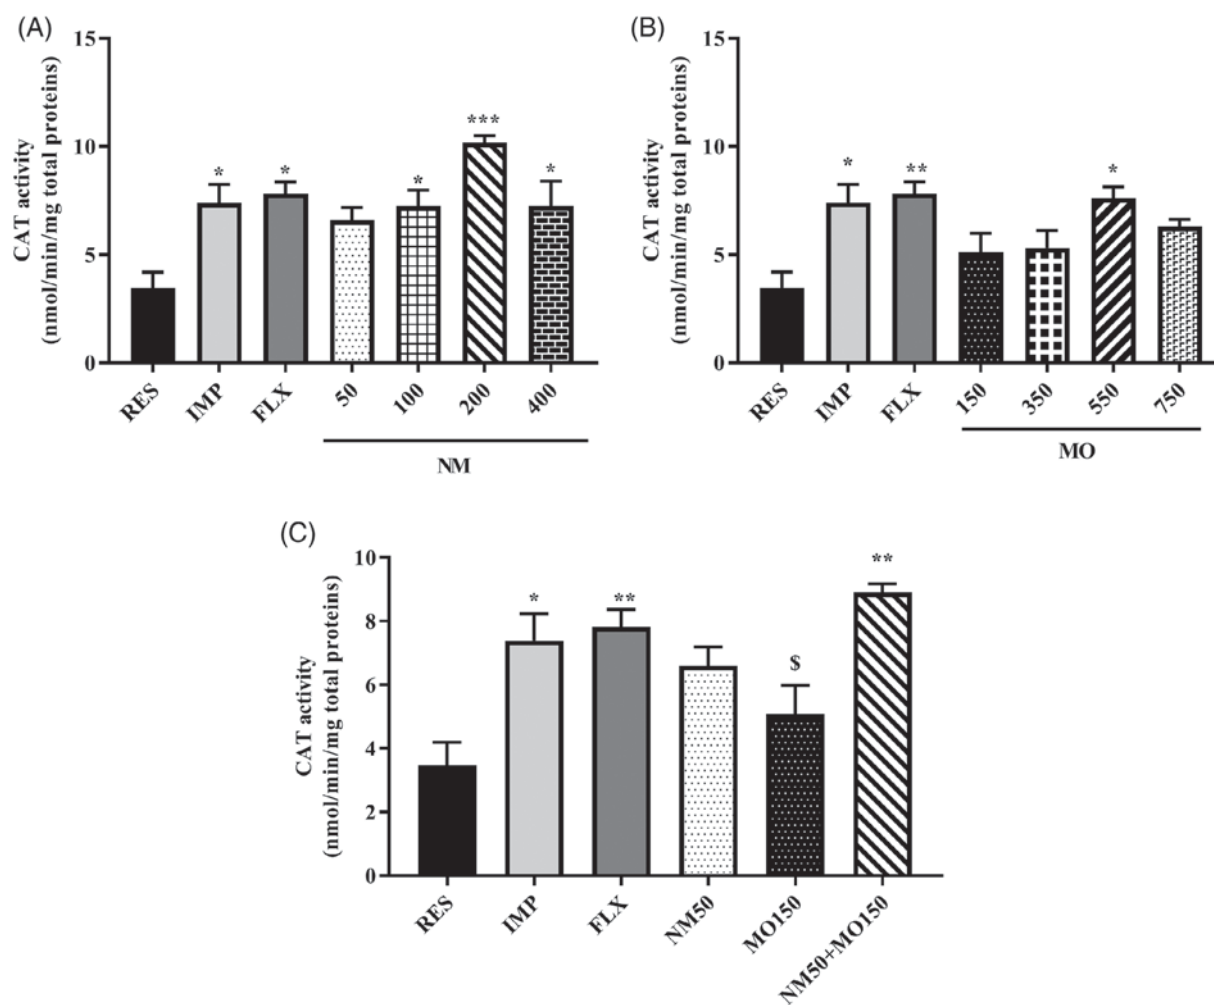 (A)
CAT activity
(nmol/min/mg total proteins)
15
10
5
0
*
*
*
***
*
RES
IMP
FLX
50
100
200
400
NM
(B)
CAT activity
(nmol/min/mg total proteins)
15
10
5
0
*
**
*
RES
IMP
FLX
150
350
550
750
MO
(C)
CAT activity
(nmol/min/mg total proteins)
10
8
6
4
2
0
*
**
$
**
RES
IMP
FLX
NM50
MO150
NM50+MO150